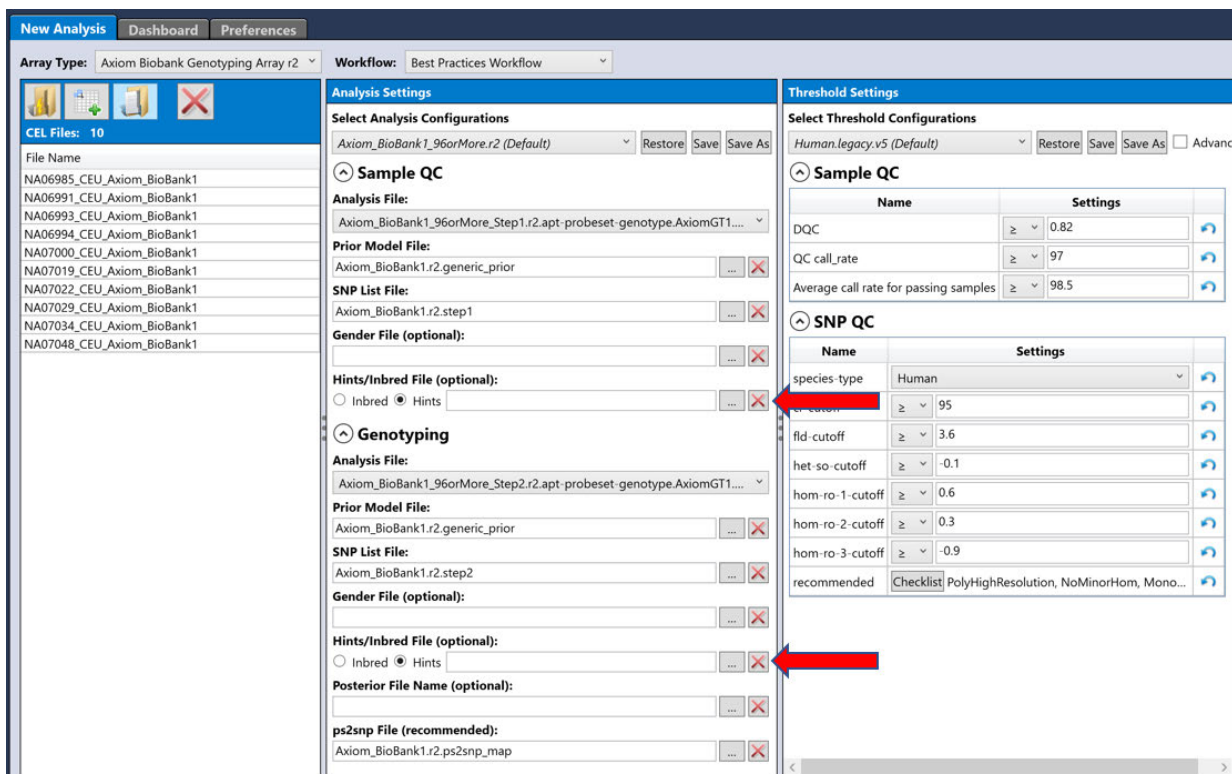 New Analysis Dashboard Preferences
Array Type: Axiom Biobank Genotyping Array r2 Workflow: Best Practices Workflow
CEL Files: 10
File Name
NA06985_CEU_Axiom_BioBank1
NA06991_CEU_Axiom_BioBank1
NA06993_CEU_Axiom_BioBank1
NA06994_CEU_Axiom_BioBank1
NA07000_CEU_Axiom_BioBank1
NA07019_CEU_Axiom_BioBank1
NA07022_CEU_Axiom_BioBank1
NA07029_CEU_Axiom_BioBank1
NA07034_CEU_Axiom_BioBank1
NA07048_CEU_Axiom_BioBank1
Analysis Settings
Select Analysis Configurations
Axiom_BioBank1_96orMore.r2 (Default) Restore Save Save As
Sample QC
Analysis File:
Axiom_BioBank1_96orMore_Step1.r2.apt-probeset-genotype.AxiomGT1....
Prior Model File:
Axiom_BioBank1.r2.generic_prior ...
SNP List File:
Axiom_BioBank1.r2.step1 ...
Gender File (optional):
...
Hints/Inbred File (optional):
Inbred Hints ...
Genotyping
Analysis File:
Axiom_BioBank1_96orMore_Step2.r2.apt-probeset-genotype.AxiomGT1....
Prior Model File:
Axiom_BioBank1.r2.generic_prior ...
SNP List File:
Axiom_BioBank1.r2.step2 ...
Gender File (optional):
...
Hints/Inbred File (optional):
Inbred Hints ...
Posterior File Name (optional):
...
ps2snp File (recommended):
Axiom_BioBank1.r2.ps2snp_map ...
Threshold Settings
Select Threshold Configurations
Human.legacy.v5 (Default) Restore Save Save As Advanc
Sample QC
Name Settings
DQC ≥ 0.82
QC call_rate ≥ 97
Average call rate for passing samples ≥ 98.5
SNP QC
Name Settings
species-type Human
≥ 95
fld-cutoff ≥ 3.6
het-so-cutoff ≥ -0.1
hom-ro-1-cutoff ≥ 0.6
hom-ro-2-cutoff ≥ 0.3
hom-ro-3-cutoff ≥ -0.9
recommended Checklist PolyHighResolution, NoMinorHom, Mono...